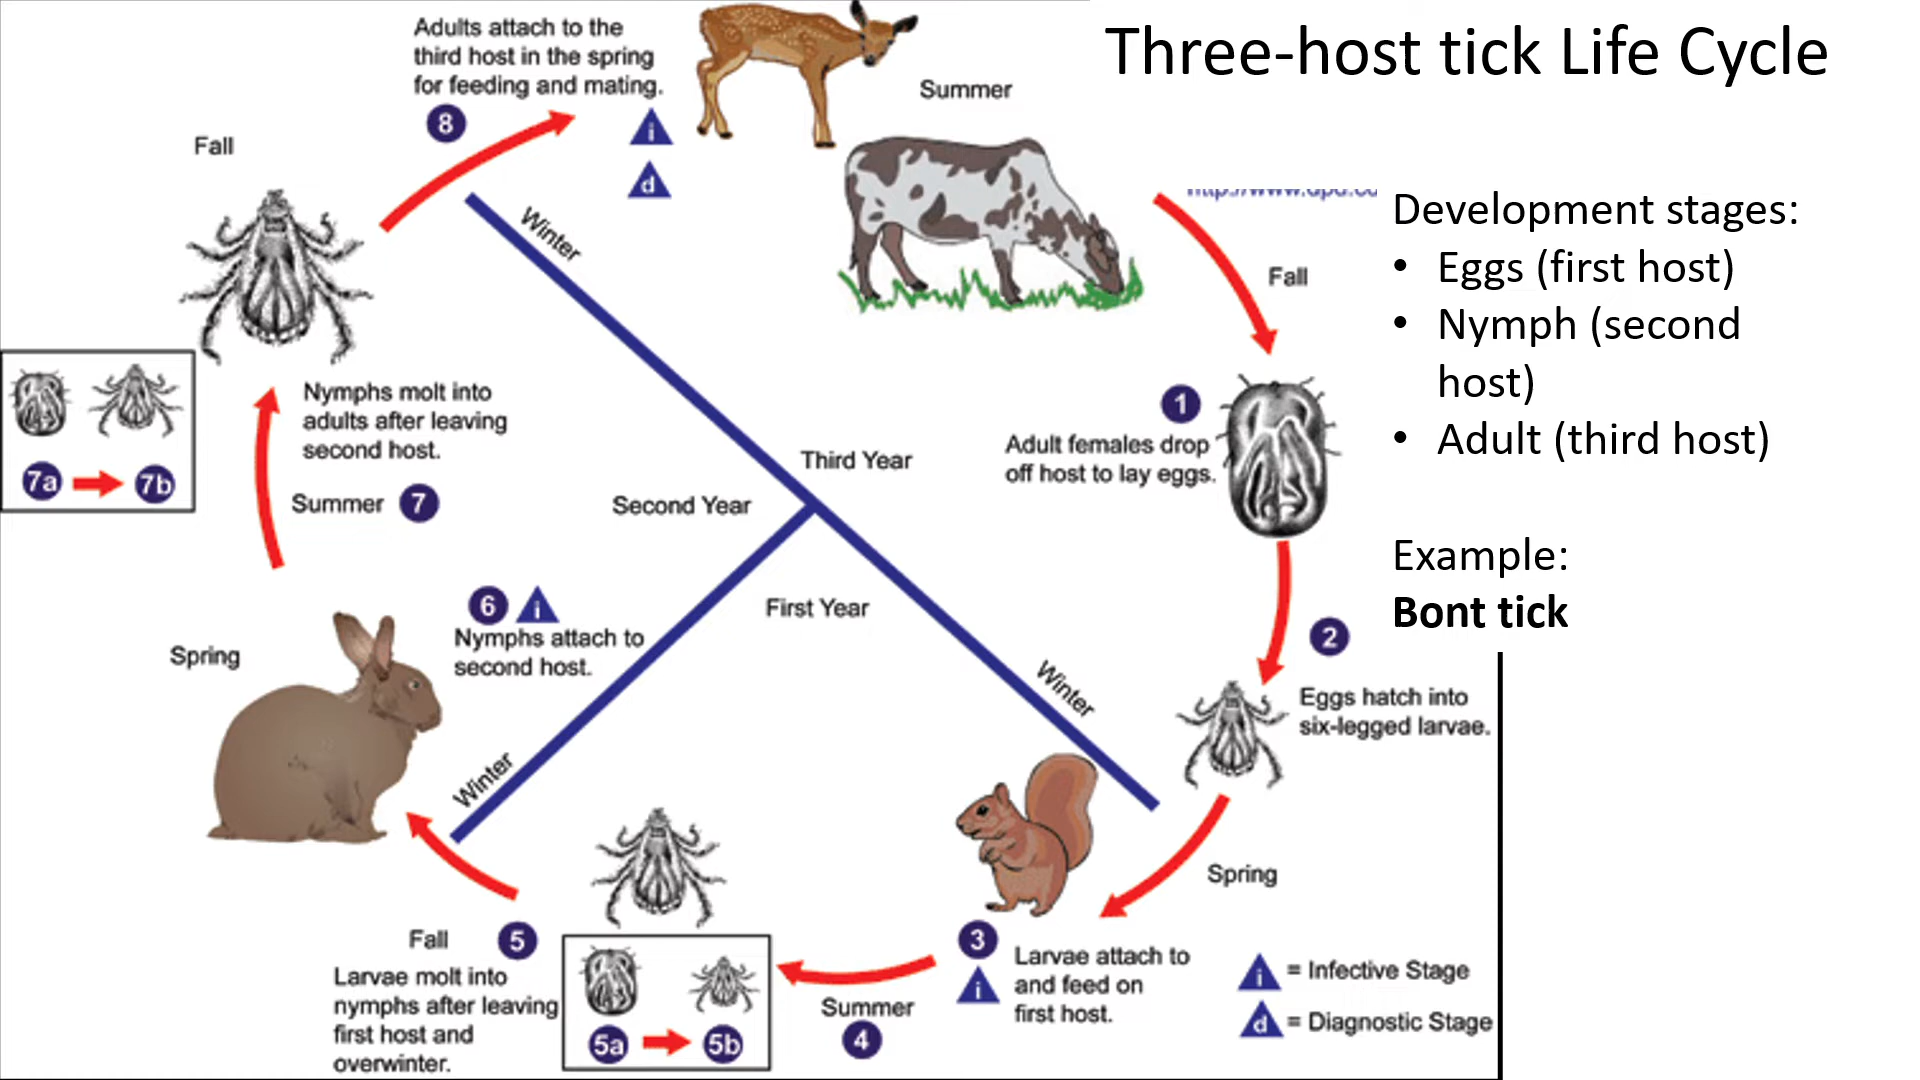 Three-host tick Life Cycle
Adults attach to the
third host in the spring
for feeding and mating.
8
i
d
Summer
Fall
Winter
Fall
Development stages:
• Eggs (first host)
• Nymph (second
host)
• Adult (third host)
Example:
Bont tick
1
Adult females drop
off host to lay eggs.
2
Eggs hatch into
six-legged larvae.
Spring
Winter
3
i
Larvae attach to
and feed on
first host.
Summer
4
5a
5b
5
Fall
Larvae molt into
nymphs after leaving
first host and
overwinter.
Winter
Spring
6
i
Nymphs attach to
second host.
Summer
7
Nymphs molt into
adults after leaving
second host.
7a
7b
Third Year
Second Year
First Year
i = Infective Stage
d = Diagnostic Stage